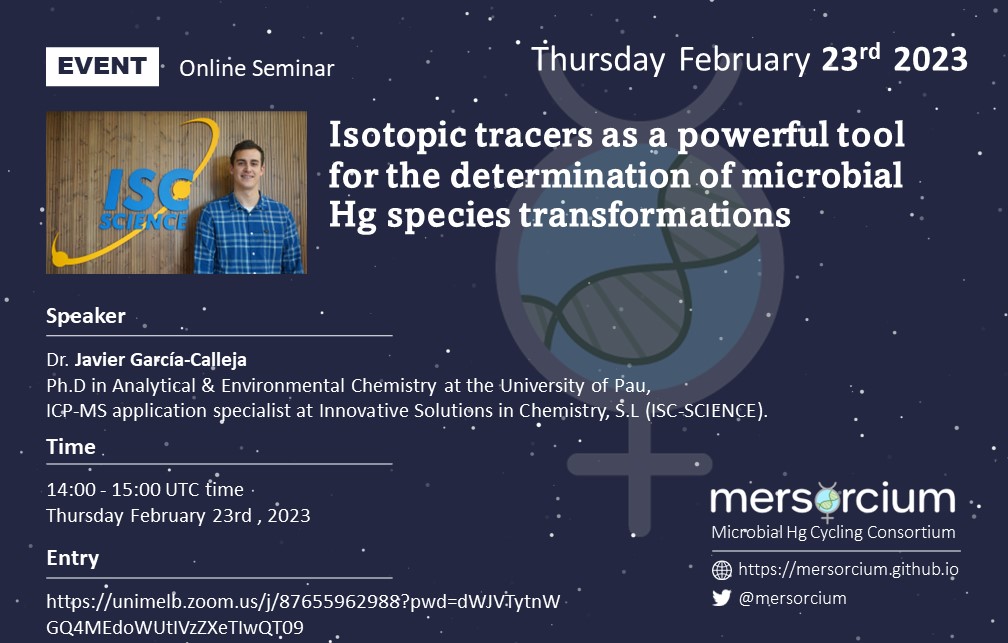 EVENT Online Seminar
Thursday February 23rd 2023
ISC
SCIENCE
Isotopic tracers as a powerful tool
for the determination of microbial
Hg species transformations
Speaker
Dr. Javier García-Calleja
Ph.D in Analytical & Environmental Chemistry at the University of Pau,
ICP-MS application specialist at Innovative Solutions in Chemistry, S.L (ISC-SCIENCE).
Time
14:00 - 15:00 UTC time
Thursday February 23rd , 2023
Entry
https://unimelb.zoom.us/j/87655962988?pwd=dWJVTytnW
GQ4MEdoWUtIVzZXeTIwQT09
mersorcium
Microbial Hg Cycling Consortium
https://mersorcium.github.io
@mersorcium